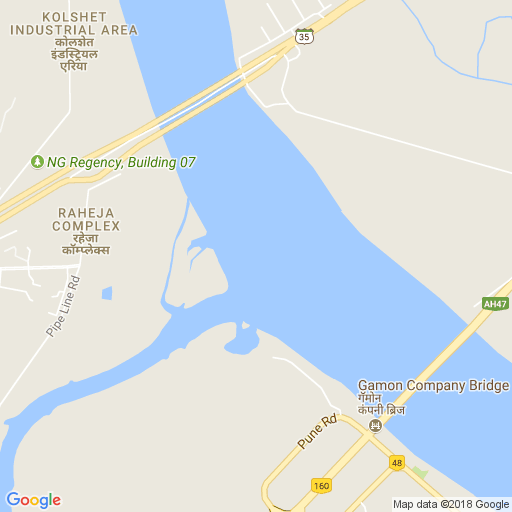 KOLSHET
INDUSTRIAL AREA
कोलशेत
इंडस्ट्रियल
एरिया
35
NG Regency, Building 07
RAHEJA
COMPLEX
रहेजा
कॉम्प्लेक्स
Pipe Line Rd
AH47
Gamon Company Bridge
गॅमोन
कंपनी ब्रिज
Pune Rd
48
160
Google
Map data ©2018 Google